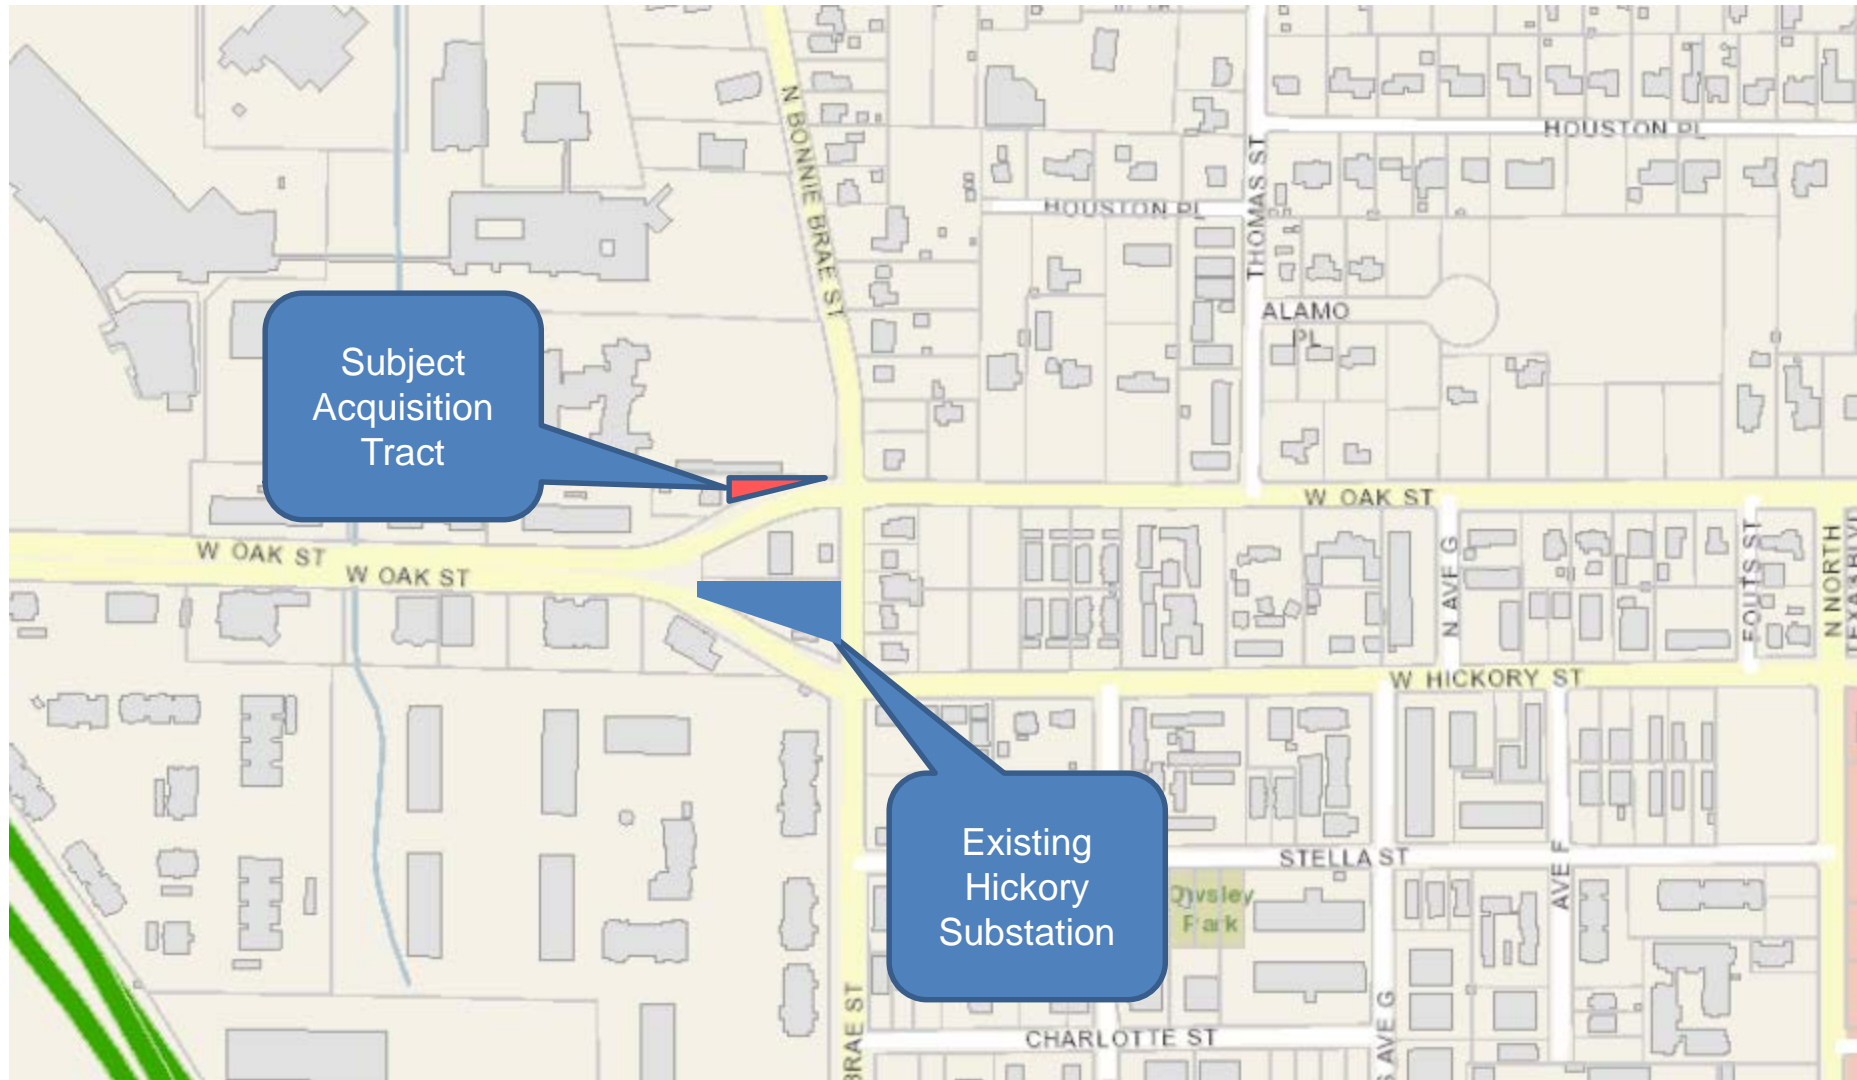 N BONNIE BRAE ST
HOUSTON PL
THOMAS ST
HOUSTON PL
ALAMO
PL
Subject
Acquisition
Tract
W OAK ST
W OAK ST
W OAK ST
N AVE G
FOUTS ST
N NORTH
TEXAS BLVD
W HICKORY ST
Existing
Hickory
Substation
STELLA ST
AVE F
Owsley
Park
BRAE ST
CHARLOTTE ST
S AVE G